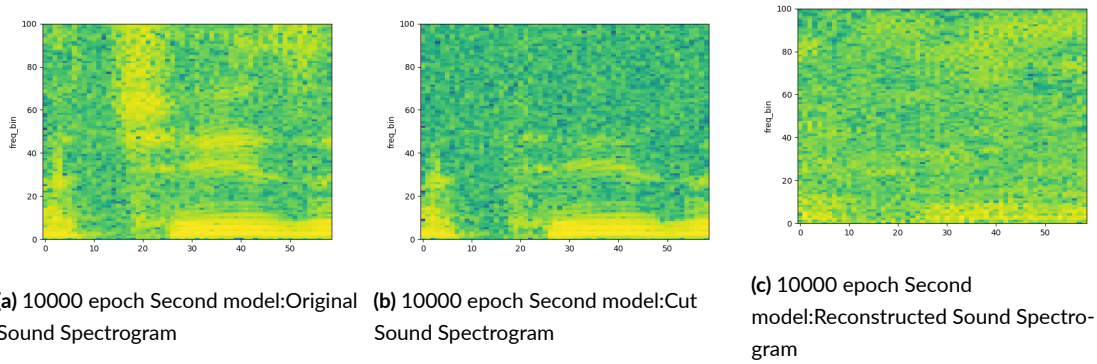 100
80
60
40
20
0
freq_bin
0 10 20 30 40 50
100
80
60
40
20
0
freq_bin
0 10 20 30 40 50
100
80
60
40
20
0
freq_bin
0 10 20 30 40 50
(a) 10000 epoch Second model:Original
Sound Spectrogram
(b) 10000 epoch Second model:Cut
Sound Spectrogram
(c) 10000 epoch Second
model:Reconstructed Sound Spectro-
gram